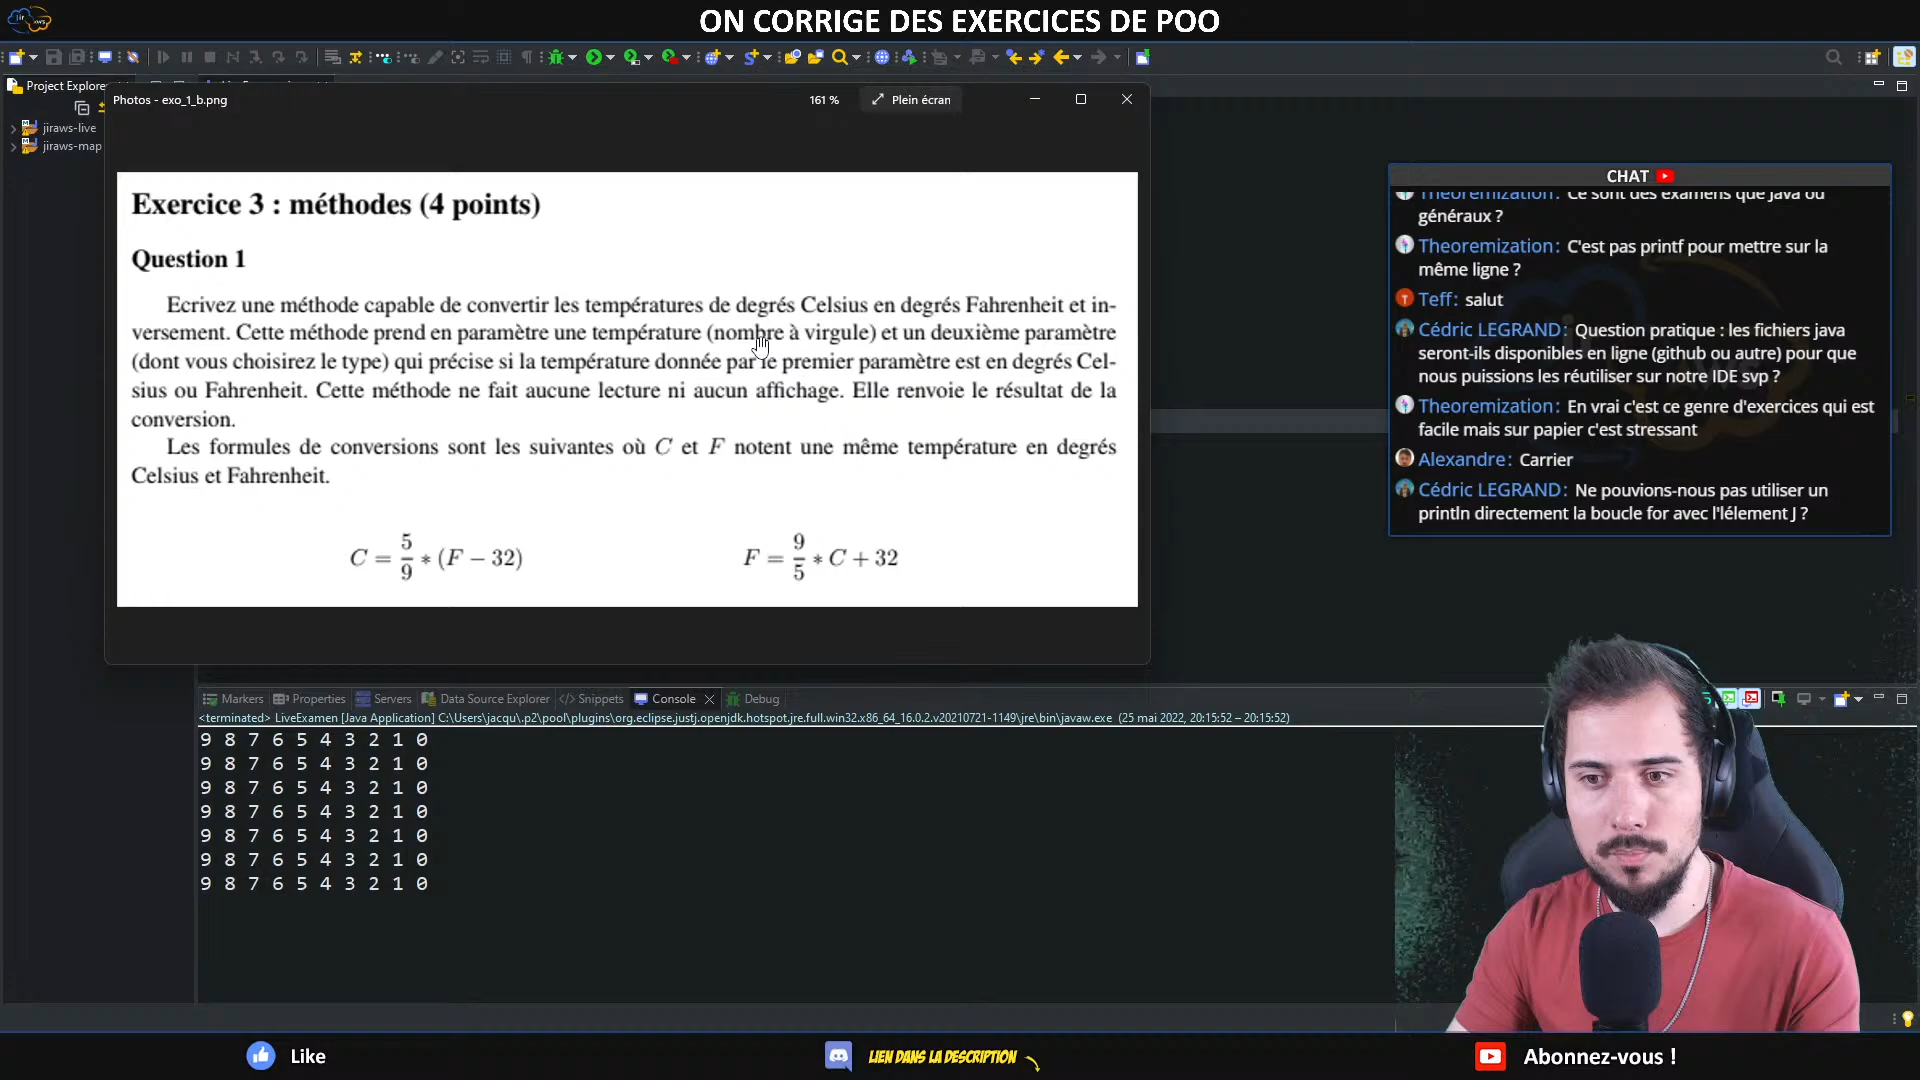 ON CORRIGE DES EXERCICES DE POO
Project Explore
Photos - exo_1_b.png
161 %
Plein écran
jiraws-live
jiraws-map
Exercice 3 : méthodes (4 points)
Question 1
Ecrivez une méthode capable de convertir les températures de degrés Celsius en degrés Fahrenheit et in-
versement. Cette méthode prend en paramètre une température (nombre à virgule) et un deuxième paramètre
(dont vous choisirez le type) qui précise si la température donnée par le premier paramètre est en degrés Cel-
sius ou Fahrenheit. Cette méthode ne fait aucune lecture ni aucun affichage. Elle renvoie le résultat de la
conversion.
Les formules de conversions sont les suivantes où C et F notent une même température en degrés
Celsius et Fahrenheit.
C = 5/9 * (F − 32)
F = 9/5 * C + 32
CHAT
Theoremization: Ce sont des examens que java ou
généraux ?
Theoremization: C'est pas printf pour mettre sur la
même ligne ?
Teff: salut
Cédric LEGRAND: Question pratique : les fichiers java
seront-ils disponibles en ligne (github ou autre) pour que
nous puissions les réutiliser sur notre IDE svp ?
Theoremization: En vrai c'est ce genre d'exercices qui est
facile mais sur papier c'est stressant
Alexandre: Carrier
Cédric LEGRAND: Ne pouvions-nous pas utiliser un
println directement la boucle for avec l'lélement J ?
Markers
Properties
Servers
Data Source Explorer
Snippets
Console
Debug
<terminated> LiveExamen [Java Application] C:\Users\jacqu\.p2\pool\plugins\org.eclipse.justj.openjdk.hotspot.jre.full.win32.x86_64_16.0.2.v20210721-1149\jre\bin\javaw.exe (25 mai 2022, 20:15:52 – 20:15:52)
9 8 7 6 5 4 3 2 1 0
9 8 7 6 5 4 3 2 1 0
9 8 7 6 5 4 3 2 1 0
9 8 7 6 5 4 3 2 1 0
9 8 7 6 5 4 3 2 1 0
9 8 7 6 5 4 3 2 1 0
9 8 7 6 5 4 3 2 1 0
Like
LIEN DANS LA DESCRIPTION
Abonnez-vous !